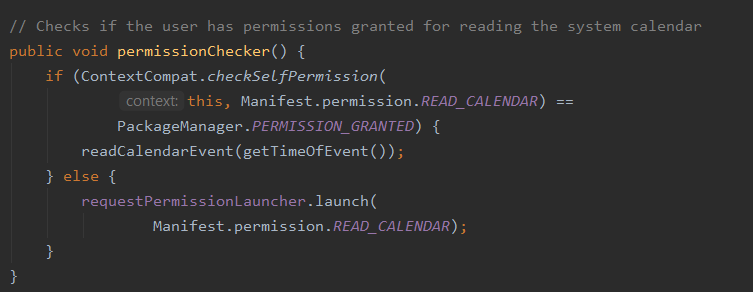 // Checks if the user has permissions granted for reading the system calendar
public void permissionChecker() {
if (ContextCompat.checkSelfPermission(
context: this, Manifest.permission.READ_CALENDAR) ==
PackageManager.PERMISSION_GRANTED) {
readCalendarEvent(getTimeOfEvent());
} else {
requestPermissionLauncher.launch(
Manifest.permission.READ_CALENDAR);
}
}